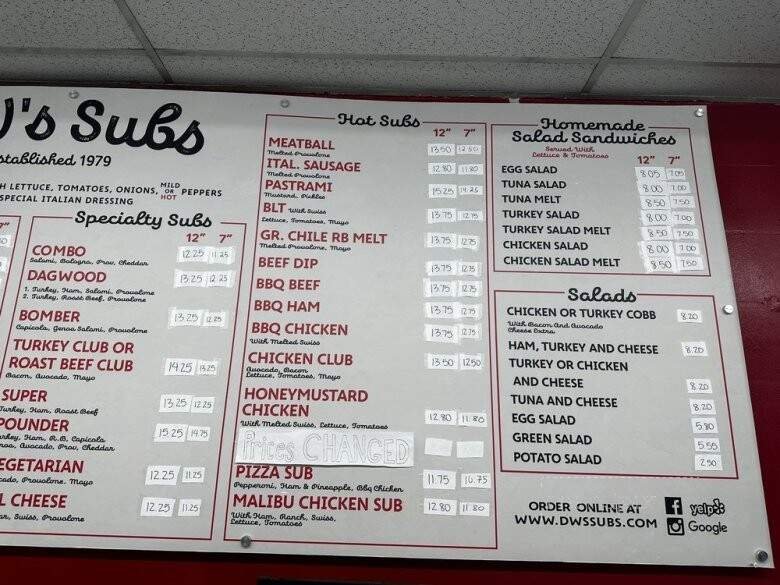 )'s Subs
stablished 1979
H LETTUCE, TOMATOES, ONIONS, MILD OR HOT PEPPERS
SPECIAL ITALIAN DRESSING
Specialty Subs
12" 7"
COMBO 12.25 11.25
Salami, Bologna, Prov, Cheddar
DAGWOOD 13.25 12.25
1. Turkey, Ham, Salami, Provolone
2. Turkey, Roast Beef, Provolone
BOMBER 13.25 12.25
Capicola, Genoa Salami, Provolone
TURKEY CLUB OR
ROAST BEEF CLUB 14.25 13.25
Bacon, Avocado, Mayo
SUPER 13.25 12.25
Turkey, Ham, Roast Beef
POUNDER 15.25 14.75
urkey, Ham, R.B, Capicola
noa, Avocado, Prov, Cheddar
EGETARIAN 12.25 11.25
cado, Provolone, Mayo
L CHEESE 12.25 11.25
ar, Swiss, Provolone
Hot Subs
12" 7"
MEATBALL 13.50 12.50
Melted Provolone
ITAL. SAUSAGE 12.80 11.80
Melted Provolone
PASTRAMI 15.25 14.25
Mustard, Pickles
BLT With Swiss 13.75 12.75
Lettuce, Tomatoes, Mayo
GR. CHILE RB MELT 13.75 12.75
Melted Provolone, Mayo
BEEF DIP 13.75 12.75
BBQ BEEF 13.75 12.75
BBQ HAM 13.75 12.75
BBQ CHICKEN 13.75 12.75
With Melted Swiss
CHICKEN CLUB 13.50 12.50
Avocado, Bacon
Lettuce, Tomatoes, Mayo
HONEYMUSTARD
CHICKEN 12.80 11.80
With Melted Swiss, Lettuce, Tomatoes
Prices CHANGED
PIZZA SUB 11.75 10.75
Pepperoni, Ham & Pineapple, Bbq Chicken
MALIBU CHICKEN SUB 12.80 11.80
With Ham, Ranch, Swiss,
Lettuce, Tomatoes
Homemade
Salad Sandwiches
Served With
Lettuce & Tomatoes
12" 7"
EGG SALAD 8.05 7.05
TUNA SALAD 8.00 7.00
TUNA MELT 8.50 7.50
TURKEY SALAD 8.00 7.00
TURKEY SALAD MELT 8.50 7.50
CHICKEN SALAD 8.00 7.00
CHICKEN SALAD MELT 8.50 7.50
Salads
CHICKEN OR TURKEY COBB 8.20
With Bacon And Avocado
Cheese Extra
HAM, TURKEY AND CHEESE 8.20
TURKEY OR CHICKEN
AND CHEESE 8.20
TUNA AND CHEESE 8.20
EGG SALAD 5.80
GREEN SALAD 5.55
POTATO SALAD 2.50
ORDER ONLINE AT
WWW.DWSSUBS.COM
f yelp
Google